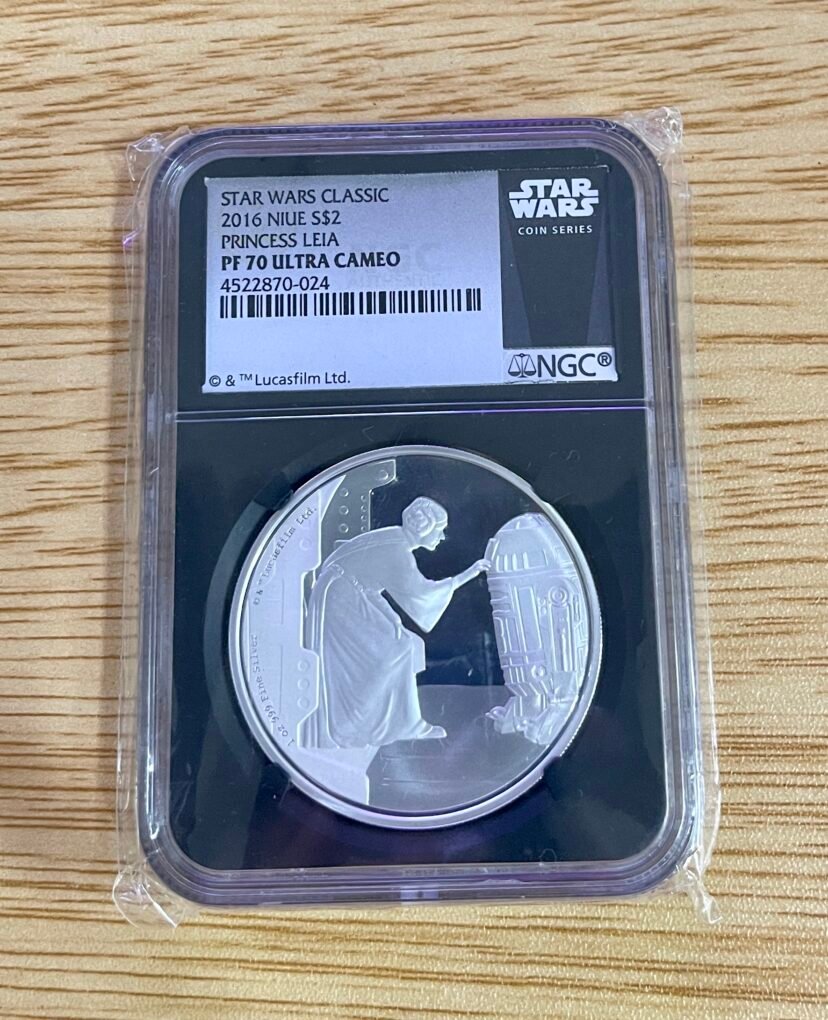 STAR WARS CLASSIC
2016 NIUE S$2
PRINCESS LEIA
PF 70 ULTRA CAMEO
4522870-024
© & ™ Lucasfilm Ltd.
STAR
WARS
COIN SERIES
NGC®
© & ™ Lucasfilm Ltd.
1 oz 999 Fine Silver